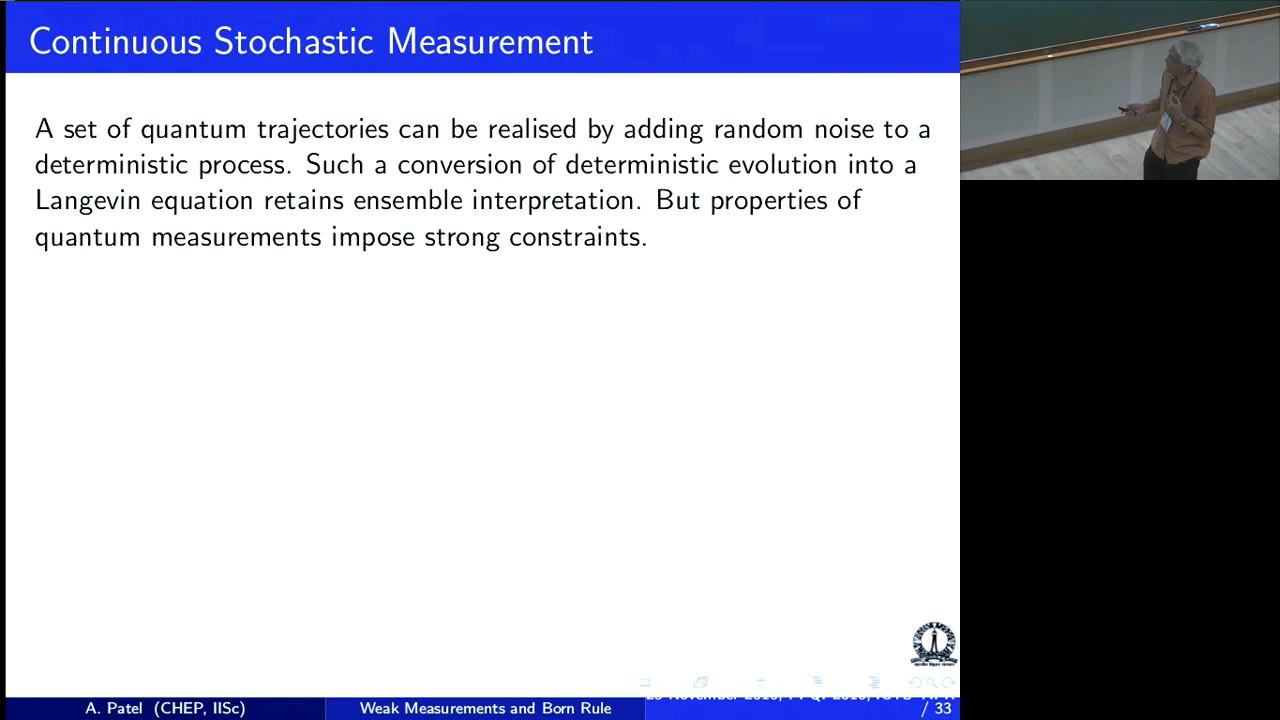 Continuous Stochastic Measurement
A set of quantum trajectories can be realised by adding random noise to a
deterministic process. Such a conversion of deterministic evolution into a
Langevin equation retains ensemble interpretation. But properties of
quantum measurements impose strong constraints.
A. Patel (CHEP, IISc)
Weak Measurements and Born Rule
/ 33